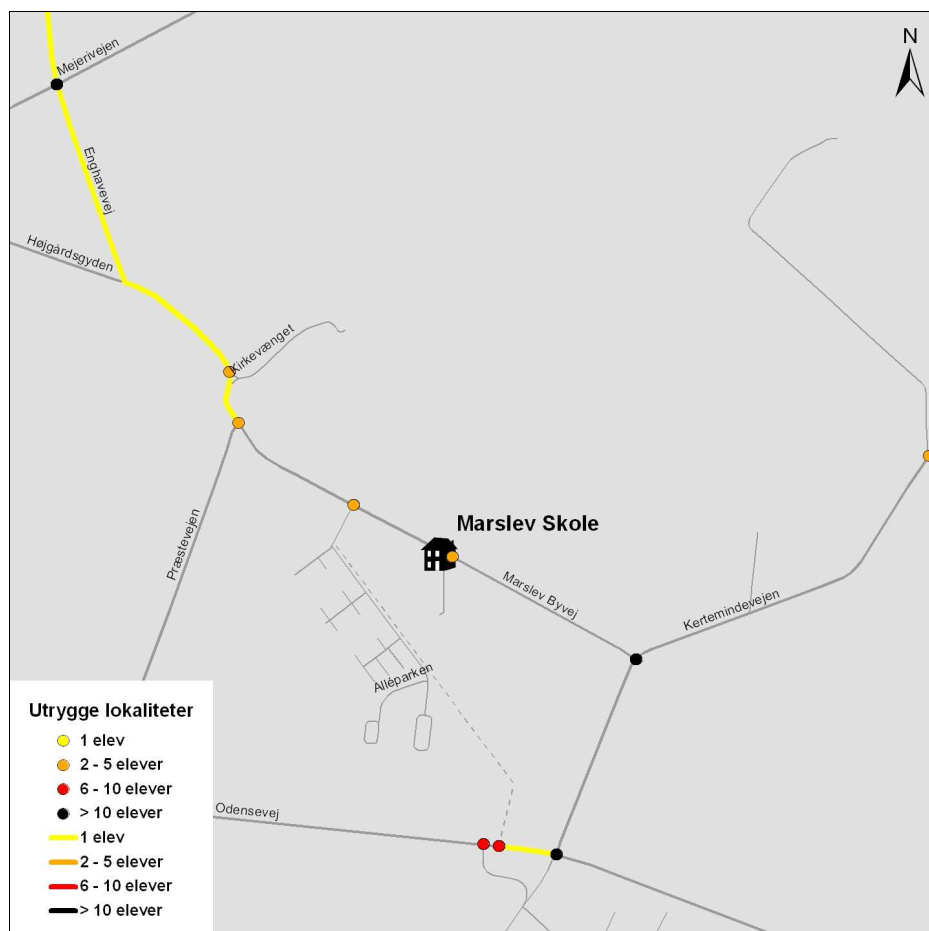 N
Mejerivejen
Enghavevej
Højgårdsgyden
Kirkevænget
Marslev Skole
Præstevejen
Marslev Byvej
Kertemindevejen
Alléparken
Odensevej
Utrygge lokaliteter
1 elev
2 - 5 elever
6 - 10 elever
> 10 elever
1 elev
2 - 5 elever
6 - 10 elever
> 10 elever